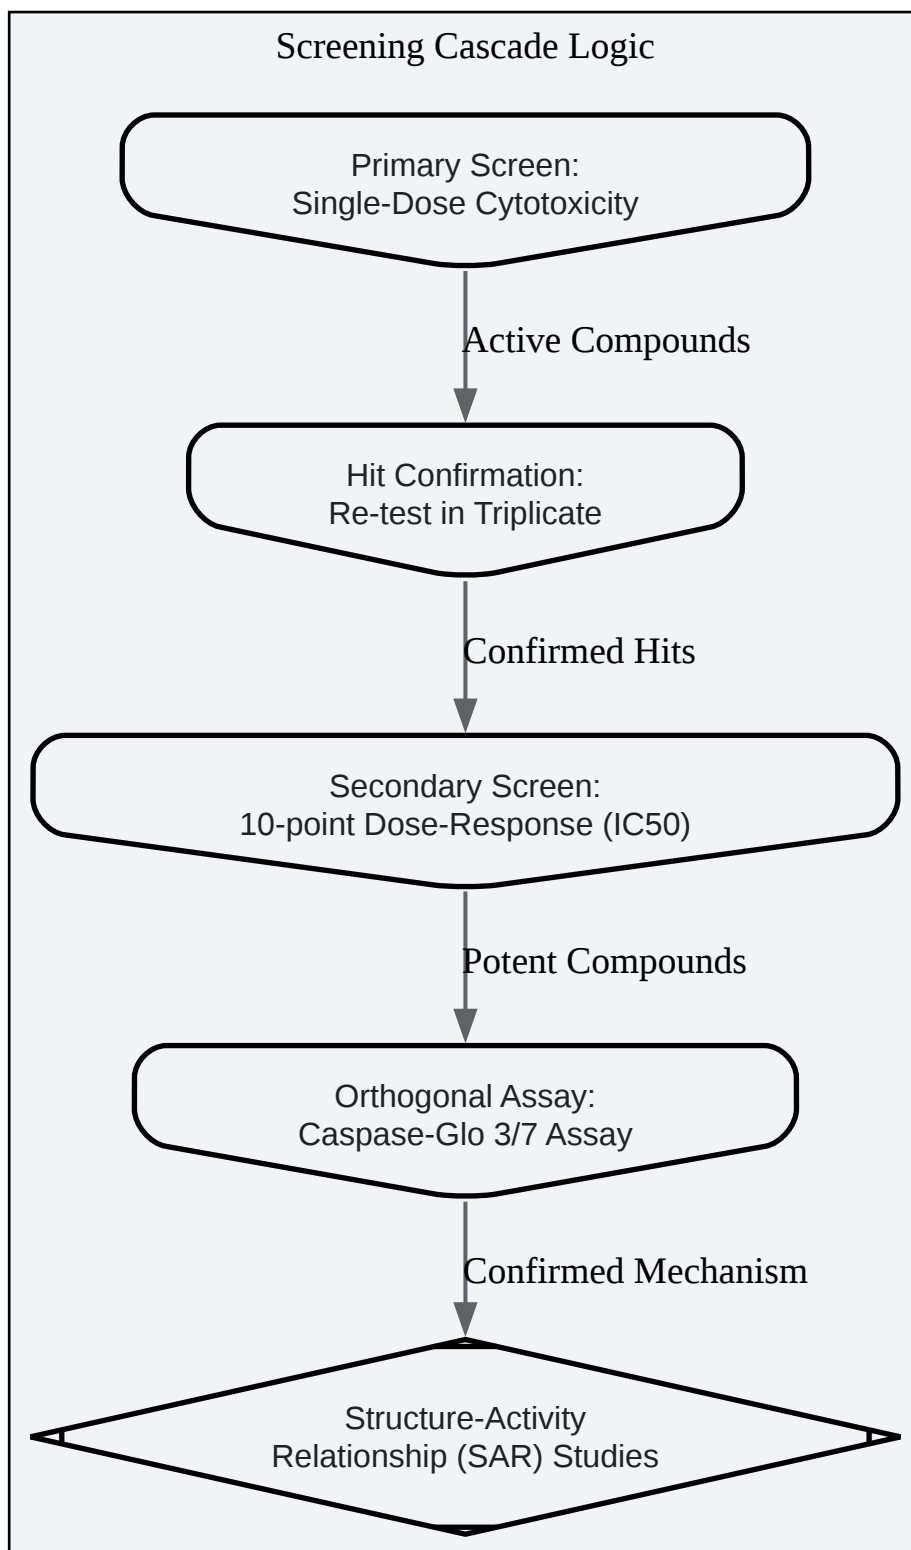 Screening Cascade Logic
Primary Screen:
Single-Dose Cytotoxicity
Active Compounds
Hit Confirmation:
Re-test in Triplicate
Confirmed Hits
Secondary Screen:
10-point Dose-Response (IC50)
Potent Compounds
Orthogonal Assay:
Caspase-Glo 3/7 Assay
Confirmed Mechanism
Structure-Activity
Relationship (SAR) Studies